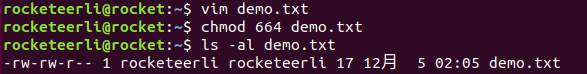 rocketeerli@rocket:~$ vim demo.txt
rocketeerli@rocket:~$ chmod 664 demo.txt
rocketeerli@rocket:~$ ls -al demo.txt
-rw-rw-r-- 1 rocketeerli rocketeerli 17 12月  5 02:05 demo.txt